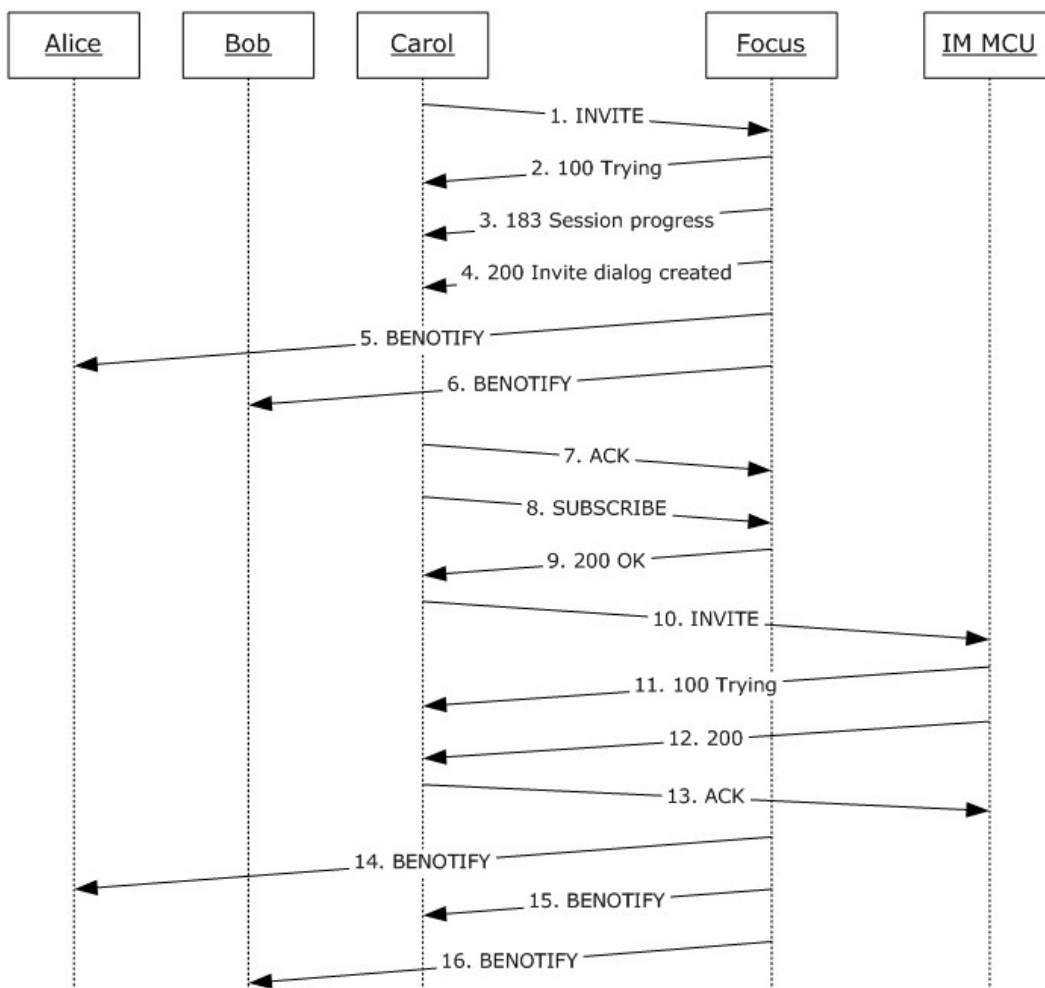 Alice
Bob
Carol
Focus
IM MCU
1. INVITE
2. 100 Trying
3. 183 Session progress
4. 200 Invite dialog created
5. BENOTIFY
6. BENOTIFY
7. ACK
8. SUBSCRIBE
9. 200 OK
10. INVITE
11. 100 Trying
12. 200
13. ACK
14. BENOTIFY
15. BENOTIFY
16. BENOTIFY